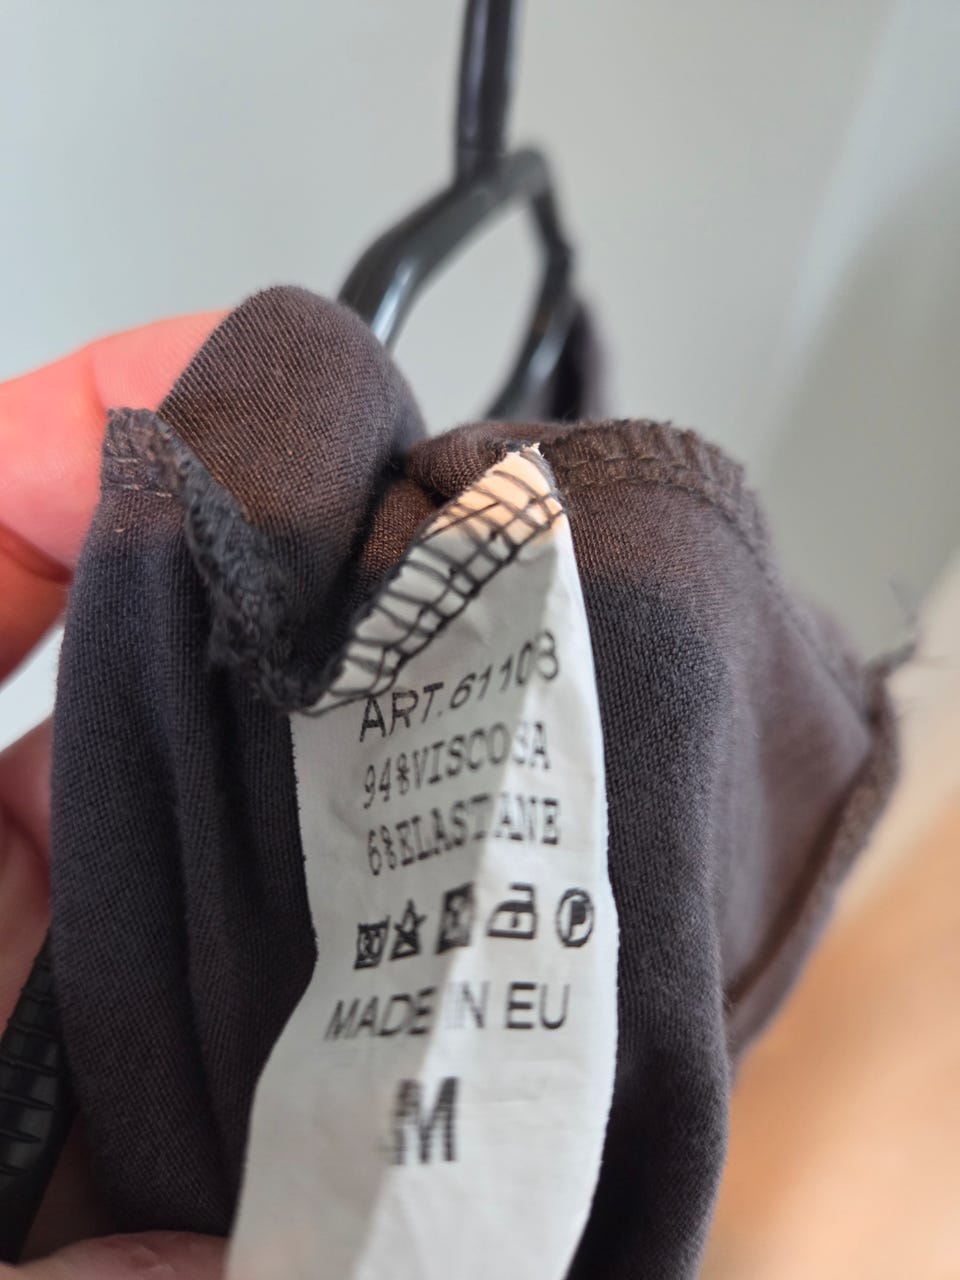 ART.61103
94%VISCOSA
6%ELASTANE
P
MADE IN EU
M